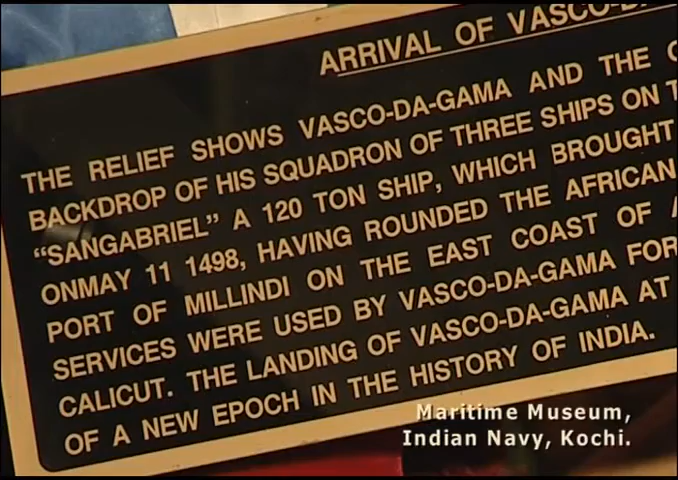 ARRIVAL OF VASCO-D
THE RELIEF SHOWS VASCO-DA-GAMA AND THE
BACKDROP OF HIS SQUADRON OF THREE SHIPS ON
“SANGABRIEL” A 120 TON SHIP, WHICH BROUGHT
ONMAY 11 1498, HAVING ROUNDED THE AFRICAN
PORT OF MILLINDI ON THE EAST COAST OF
SERVICES WERE USED BY VASCO-DA-GAMA FOR
CALICUT. THE LANDING OF VASCO-DA-GAMA AT
OF A NEW EPOCH IN THE HISTORY OF INDIA.
Maritime Museum,
Indian Navy, Kochi.